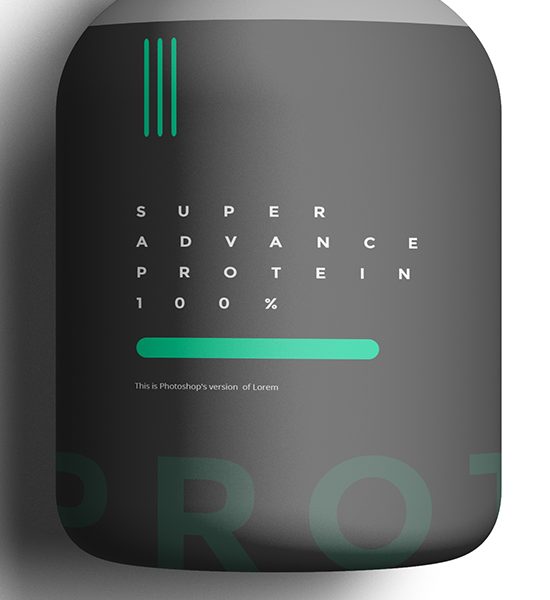 SUPER
ADVANCE
PROTEIN
100%
This is Photoshop's version of Lorem
PROT